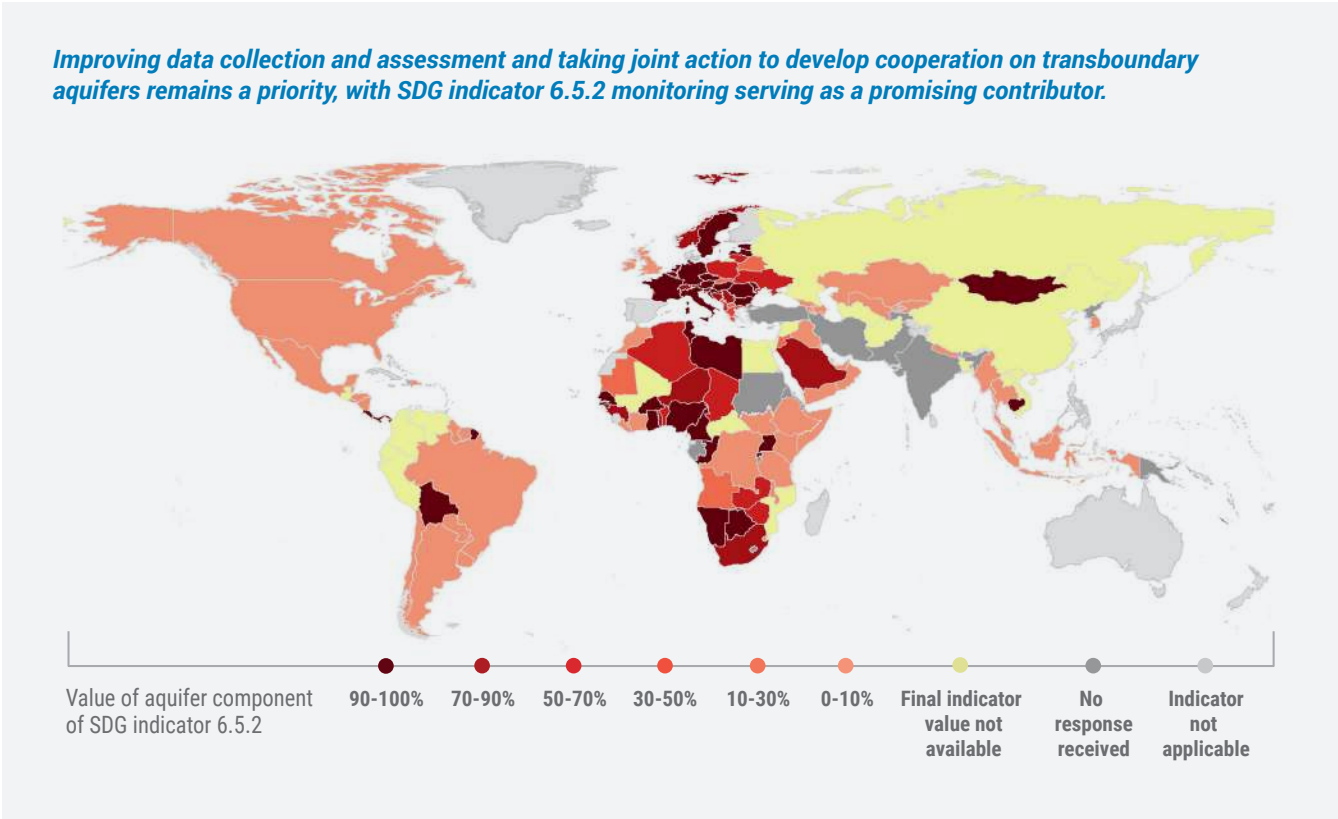 Improving data collection and assessment and taking joint action to develop cooperation on transboundary
aquifers remains a priority, with SDG indicator 6.5.2 monitoring serving as a promising contributor.
Value of aquifer component
of SDG indicator 6.5.2
90-100%
70-90%
50-70%
30-50%
10-30%
0-10%
Final indicator
value not
available
No
response
received
Indicator
not
applicable